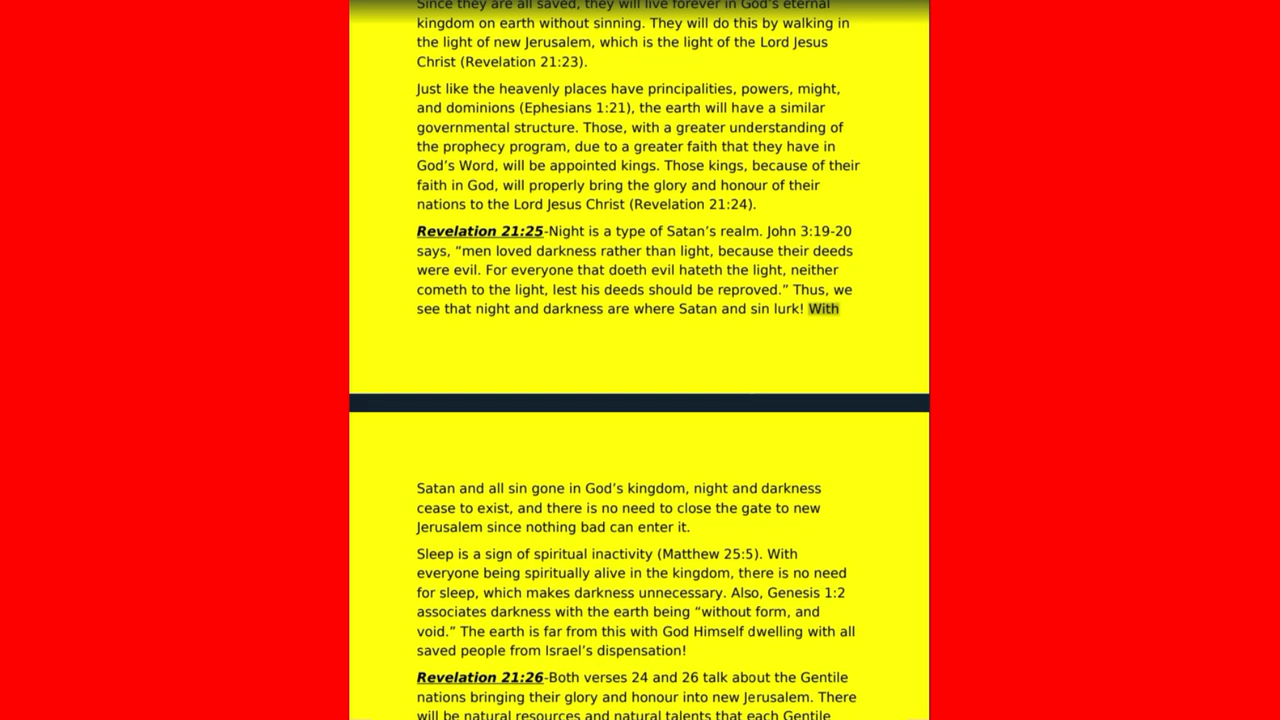 Since they are all saved, they will live forever in God's eternal
kingdom on earth without sinning. They will do this by walking in
the light of new Jerusalem, which is the light of the Lord Jesus
Christ (Revelation 21:23).
Just like the heavenly places have principalities, powers, might,
and dominions (Ephesians 1:21), the earth will have a similar
governmental structure. Those, with a greater understanding of
the prophecy program, due to a greater faith that they have in
God's Word, will be appointed kings. Those kings, because of their
faith in God, will properly bring the glory and honour of their
nations to the Lord Jesus Christ (Revelation 21:24).
Revelation 21:25-Night is a type of Satan's realm. John 3:19-20
says, “men loved darkness rather than light, because their deeds
were evil. For everyone that doeth evil hateth the light, neither
cometh to the light, lest his deeds should be reproved.” Thus, we
see that night and darkness are where Satan and sin lurk! With
Satan and all sin gone in God's kingdom, night and darkness
cease to exist, and there is no need to close the gate to new
Jerusalem since nothing bad can enter it.
Sleep is a sign of spiritual inactivity (Matthew 25:5). With
everyone being spiritually alive in the kingdom, there is no need
for sleep, which makes darkness unnecessary. Also, Genesis 1:2
associates darkness with the earth being “without form, and
void.” The earth is far from this with God Himself dwelling with all
saved people from Israel's dispensation!
Revelation 21:26-Both verses 24 and 26 talk about the Gentile
nations bringing their glory and honour into new Jerusalem. There
will be natural resources and natural talents that each Gentile